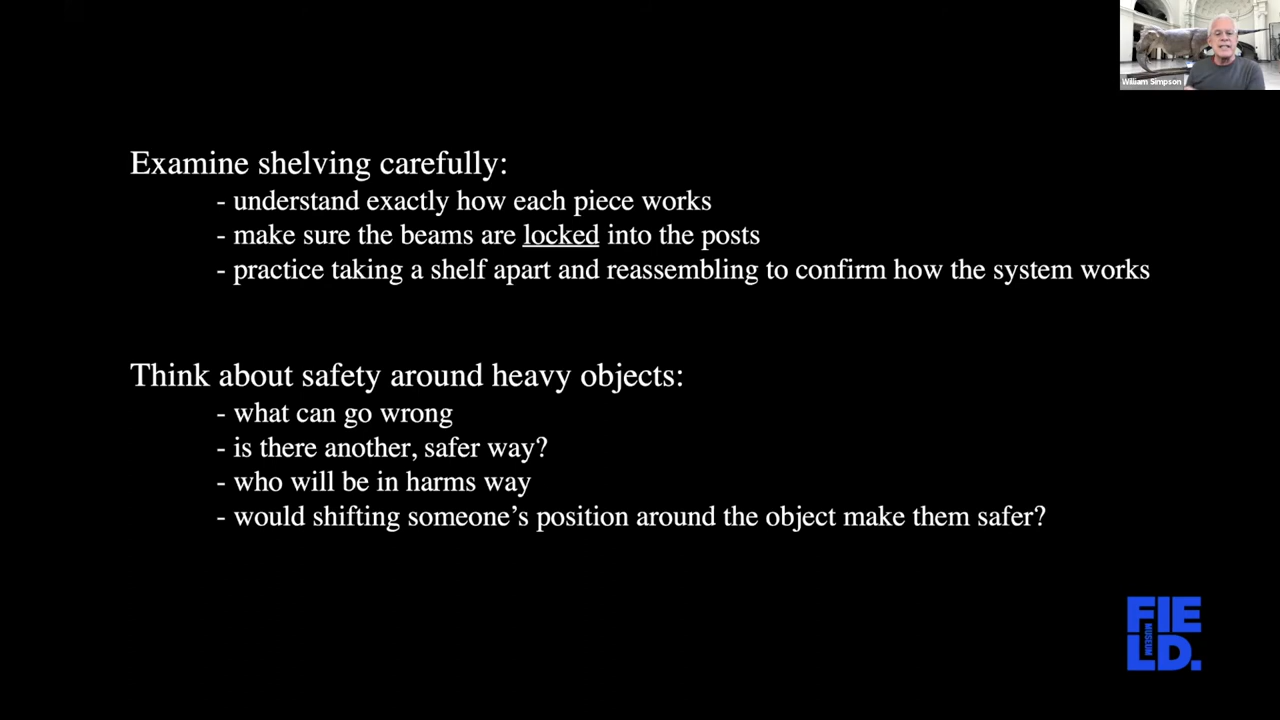 William Simpson
Examine shelving carefully:
- understand exactly how each piece works
- make sure the beams are locked into the posts
- practice taking a shelf apart and reassembling to confirm how the system works
Think about safety around heavy objects:
- what can go wrong
- is there another, safer way?
- who will be in harms way
- would shifting someone’s position around the object make them safer?
FIE
LD.
MUSEUM